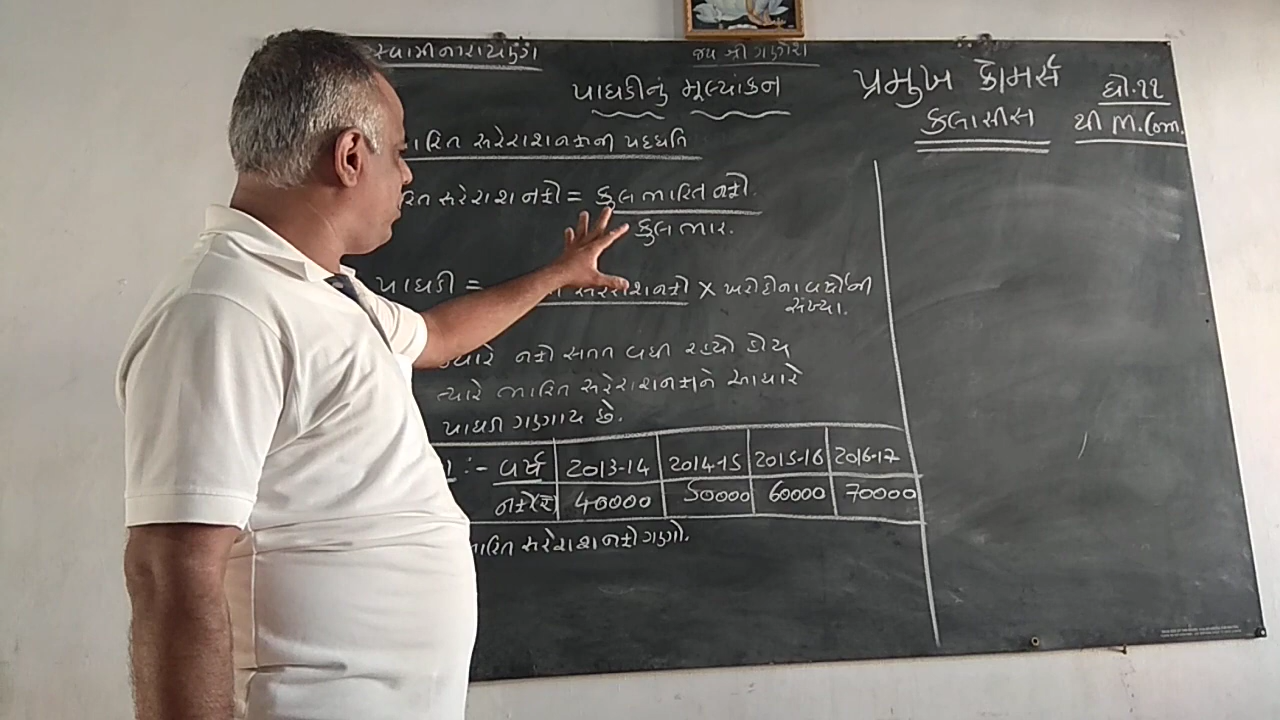 સ્વામીનારાયણ
જય શ્રી ગણેશ
પાઘડીનું મૂલ્યાંકન
પ્રમુખ કોમર્સ
કલાસીસ
ધો.૧૧
થી M.Com.
સરેરાશ નફાની પદ્ધતિ
સરેરાશ નફો = કુલ ભારિત નફો.
કુલ ભાર.
પાઘડી = સરેરાશ નફો × ખરીદીના વર્ષોની
સંખ્યા.
નફો સતત વધી રહ્યો હોય
ત્યારે ભારિત સરેરાશ નફાને આધારે
પાઘડી ગણાય છે.
:- વર્ષ 2013-14 2014-15 2015-16 2016-17
નફો(₹) 40000 50000 60000 70000
સરેરાશ નફો ગણો.